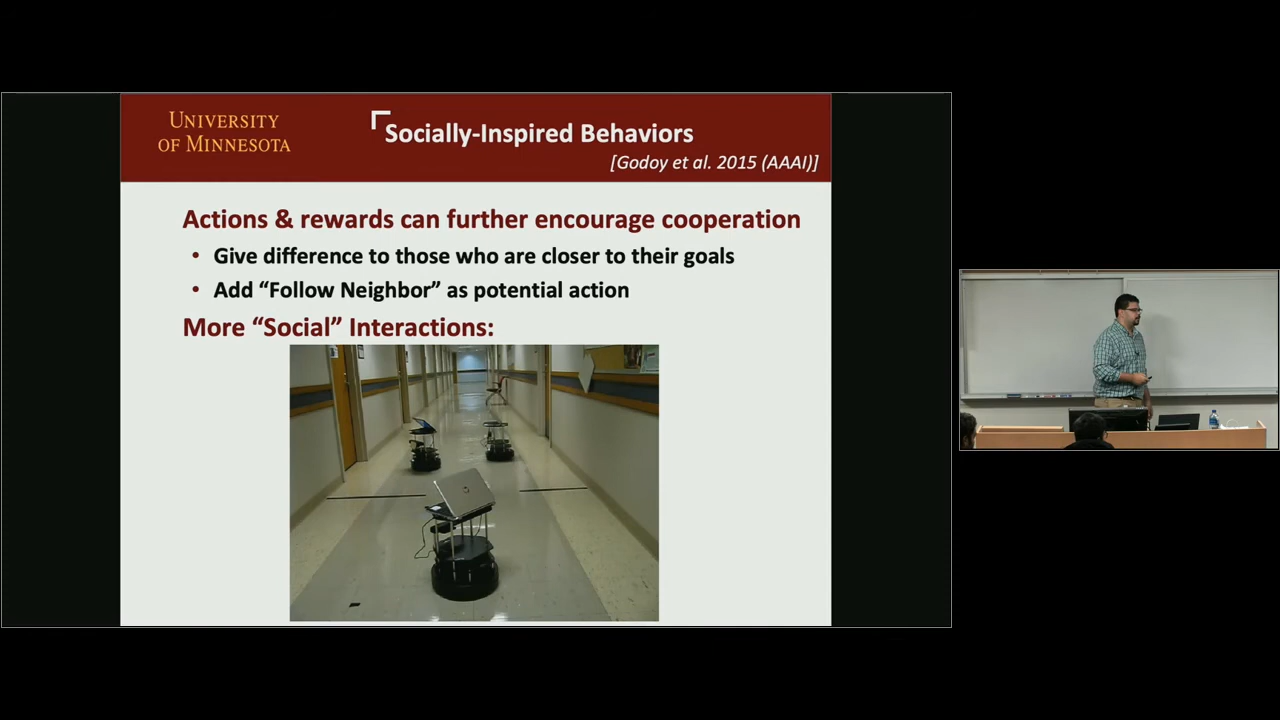 UNIVERSITY
OF MINNESOTA
Socially-Inspired Behaviors
[Godoy et al. 2015 (AAAI)]
Actions & rewards can further encourage cooperation
• Give difference to those who are closer to their goals
• Add “Follow Neighbor” as potential action
More “Social” Interactions: